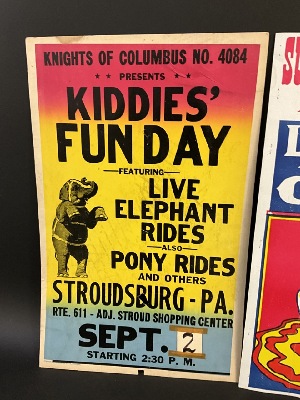 KNIGHTS OF COLUMBUS NO. 4084
PRESENTS
KIDDIES'
FUN DAY
FEATURING
LIVE
ELEPHANT
RIDES
ALSO
PONY RIDES
AND OTHERS
STROUDSBURG - PA.
RTE. 611 - ADJ. STROUD SHOPPING CENTER
SEPT. 2
STARTING 2:30 P. M.